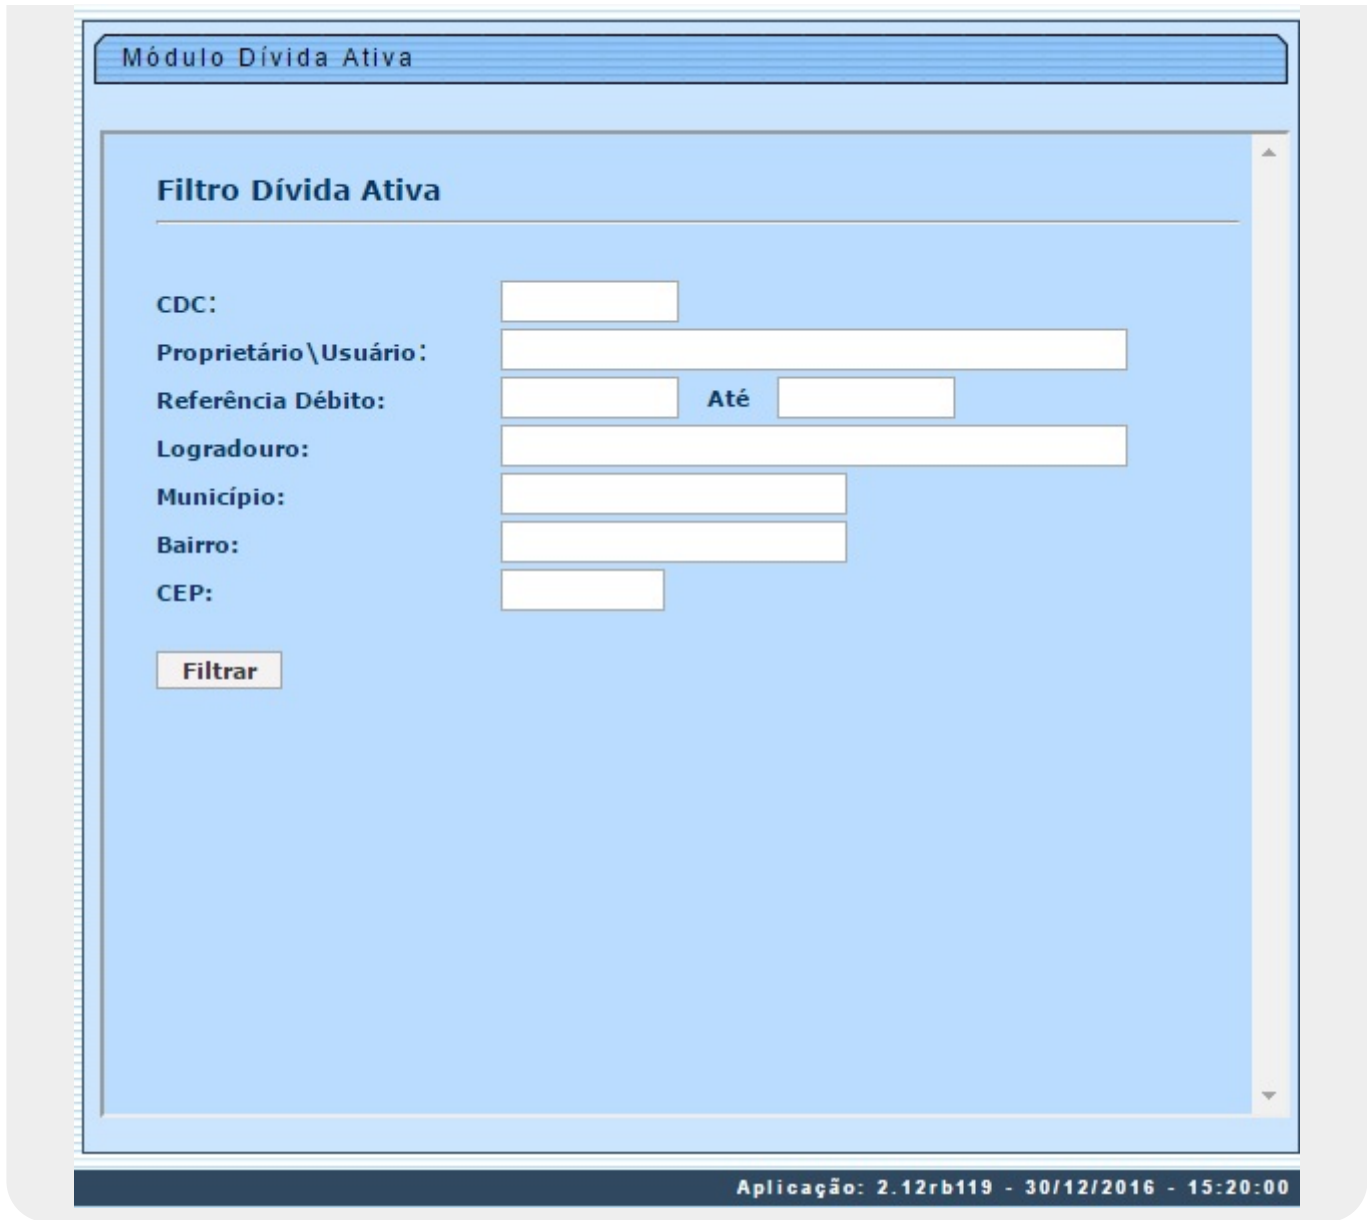 Módulo Dívida Ativa
Filtro Dívida Ativa
CDC:
Proprietário\Usuário:
Referência Débito: Até
Logradouro:
Município:
Bairro:
CEP:
Filtrar
Aplicação: 2.12rb119 - 30/12/2016 - 15:20:00